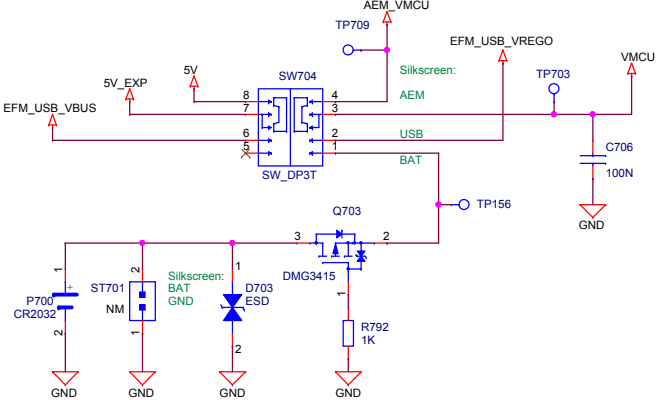 AEM_VMCU
TP709
EFM_USB_VREGO
5V
SW704
Silkscreen:
VMCU
5V_EXP
TP703
EFM_USB_VBUS
8
4
AEM
7
3
6
2
USB
5
1
BAT
C706
100N
SW_DP3T
GND
Q703
TP156
3
2
DMG3415
1
2
Silkscreen:
BAT
GND
1
ST701
P700
CR2032
+
NM
D703
ESD
1
R792
1K
2
1
2
GND
GND
GND
GND